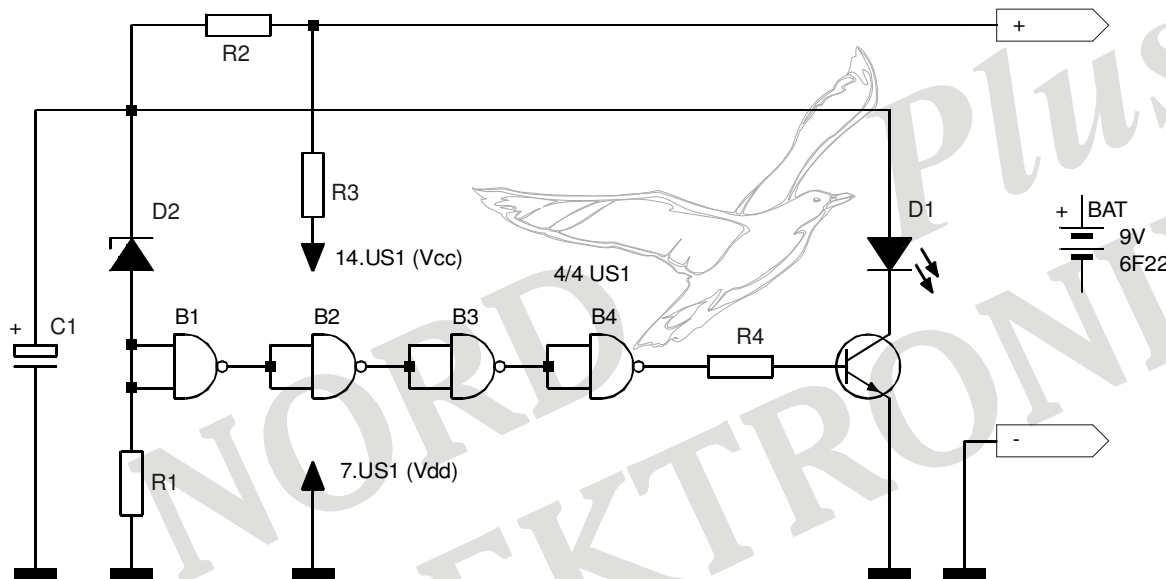 R2
+
R3
D2
D1
+ BAT
9V
6F22
14.US1 (Vcc)
4/4 US1
+ C1
B1
B2
B3
B4
R4
R1
7.US1 (Vdd)
-
NORD
Plus